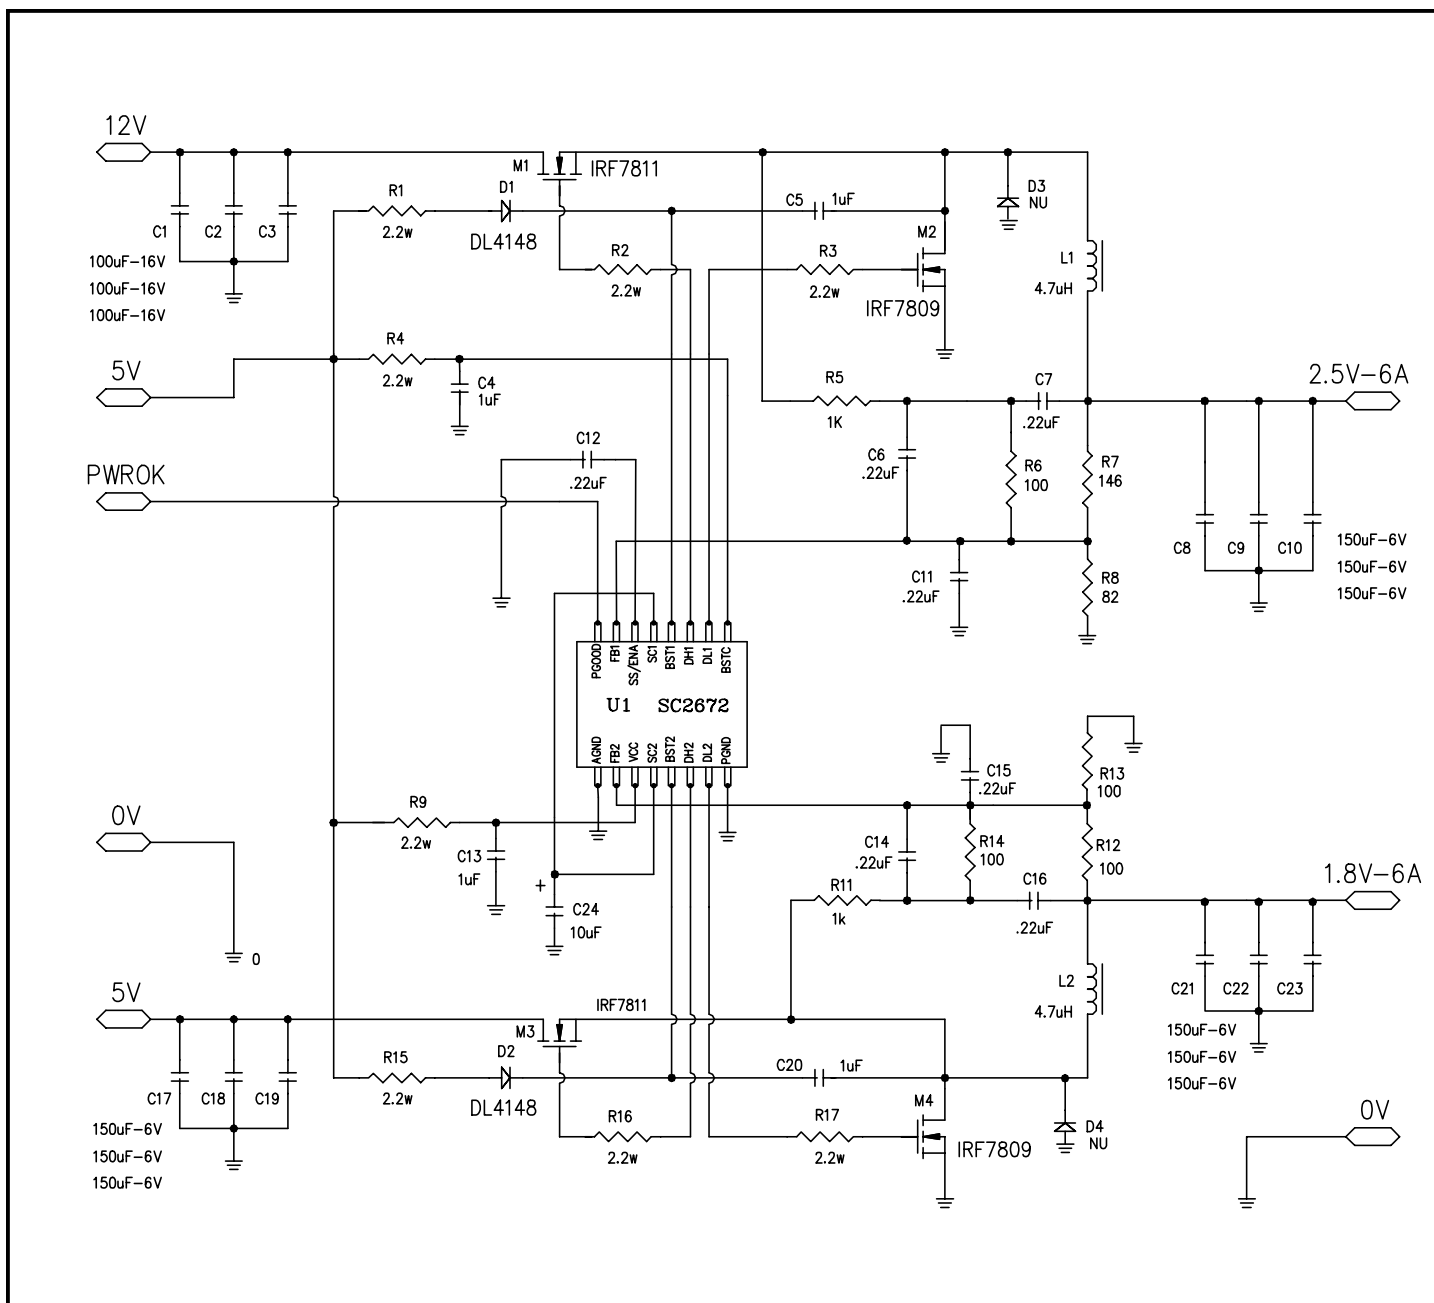 12V
M1
IRF7811
R1
2.2w
D1
DL4148
C5
1uF
D3
NU
C1
C2
C3
100uF-16V
100uF-16V
100uF-16V
R2
2.2w
R3
2.2w
M2
IRF7809
L1
4.7uH
5V
R4
2.2w
C4
1uF
R5
1K
C7
.22uF
2.5V-6A
C12
.22uF
C6
.22uF
R6
100
R7
146
PWROK
C8
C9
C10
150uF-6V
150uF-6V
150uF-6V
C11
.22uF
R8
82
PGOOD
FB1
SS/ENA
SC1
BST1
DH1
DL1
BSTC
U1
SC2672
AGND
FB2
VCC
SC2
BST2
DH2
DL2
PGND
C15
.22uF
R13
100
0V
R9
2.2w
C13
1uF
C14
.22uF
R14
100
R12
100
+
C24
10uF
R11
1k
C16
.22uF
1.8V-6A
0
5V
M3
IRF7811
L2
4.7uH
C21
C22
C23
150uF-6V
150uF-6V
150uF-6V
R15
2.2w
D2
DL4148
C20
1uF
C17
C18
C19
150uF-6V
150uF-6V
150uF-6V
R16
2.2w
R17
2.2w
M4
IRF7809
D4
NU
0V